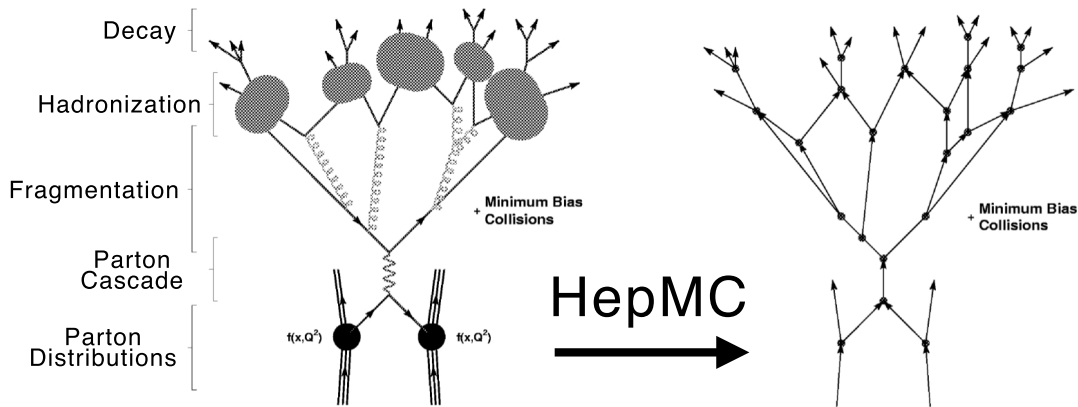 Decay
Hadronization
Fragmentation
Parton
Cascade
Parton
Distributions
+ Minimum Bias
Collisions
f(x,Q²)
f(x,Q²)
HepMC
+ Minimum Bias
Collisions